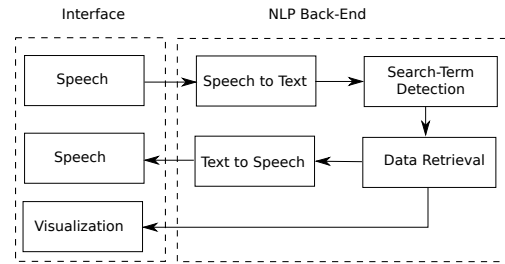 Interface
NLP Back-End
Speech
Speech to Text
Search-Term
Detection
Speech
Text to Speech
Data Retrieval
Visualization